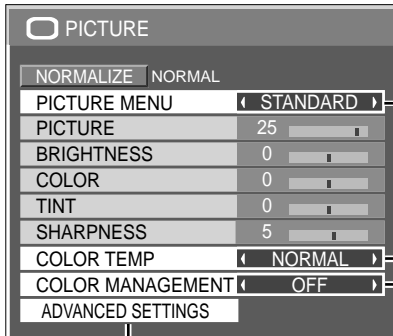 PICTURE
NORMALIZE NORMAL
PICTURE MENU STANDARD
PICTURE 25
BRIGHTNESS 0
COLOR 0
TINT 0
SHARPNESS 5
COLOR TEMP NORMAL
COLOR MANAGEMENT OFF
ADVANCED SETTINGS